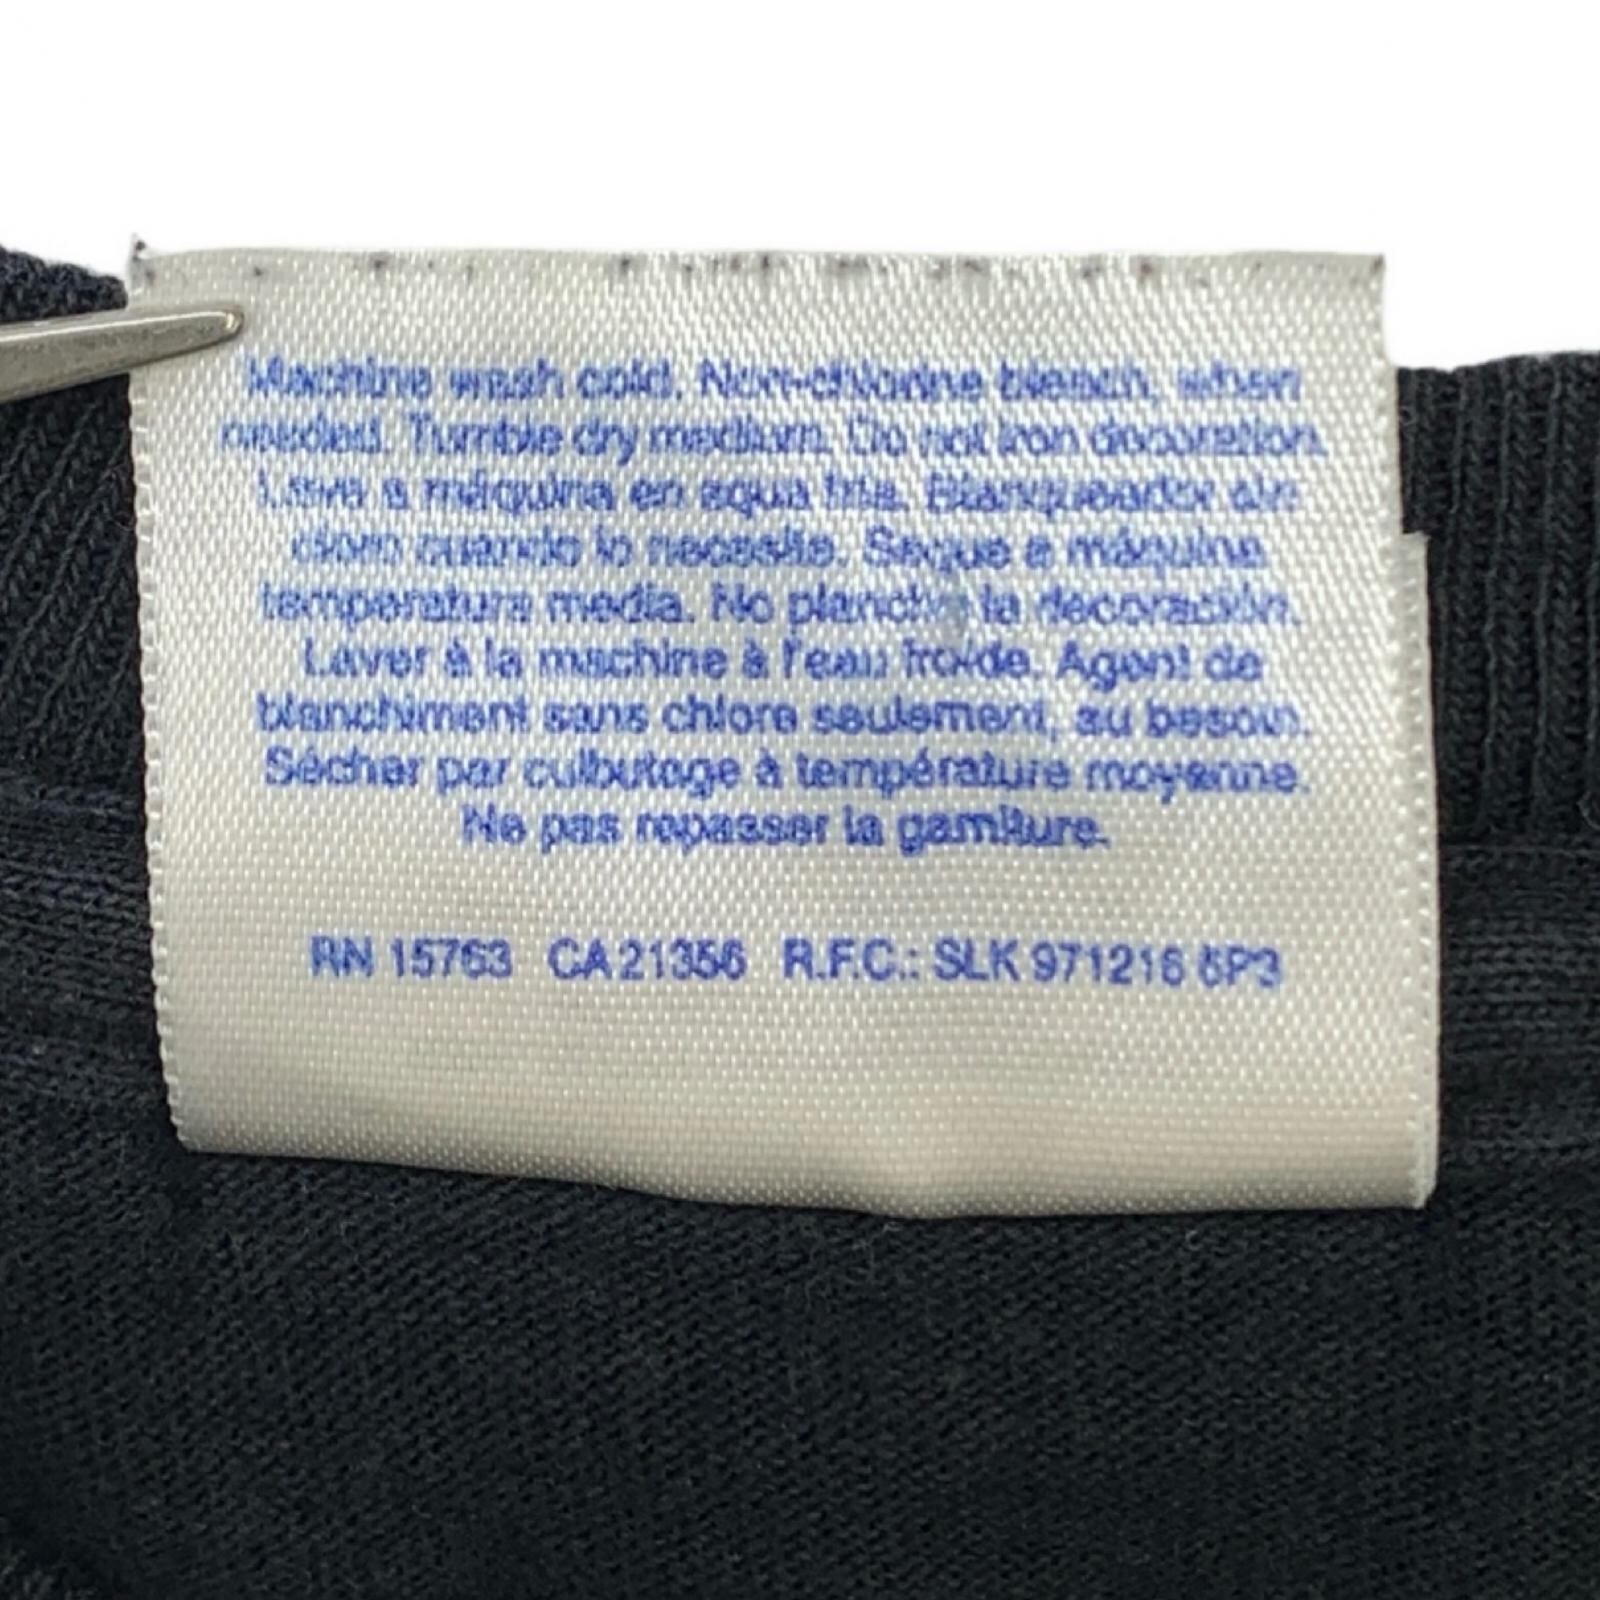 Machine wash cold. Non-chlorine bleach, when
needed. Tumble dry medium. Do not iron decoration.
Lave a máquina en agua fria. Blanqueador sin
cloro cuando lo necesite. Seque a máquina
temperatura media. No planche la decoración.
Laver à la machine à l'eau froide. Agent de
blanchiment sans chlore seulement, au besoin.
Sécher par culbutage à température moyenne.
Ne pas repasser la garniture.
RN 15763 CA 21356 R.F.C.: SLK 971216 6P3